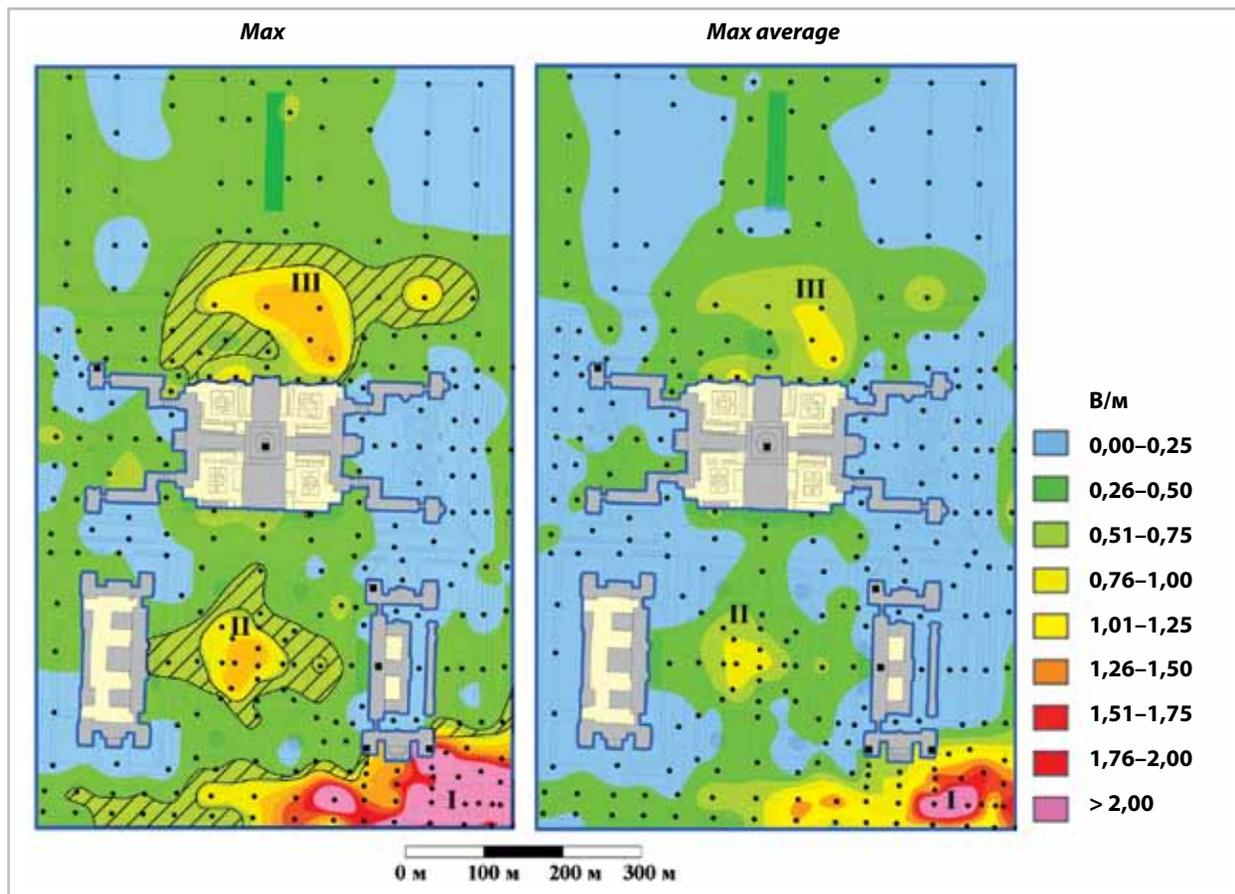 Max
Max average
III
III
II
II
I
I
В/м
0,00–0,25
0,26–0,50
0,51–0,75
0,76–1,00
1,01–1,25
1,26–1,50
1,51–1,75
1,76–2,00
> 2,00
0 м 100 м 200 м 300 м